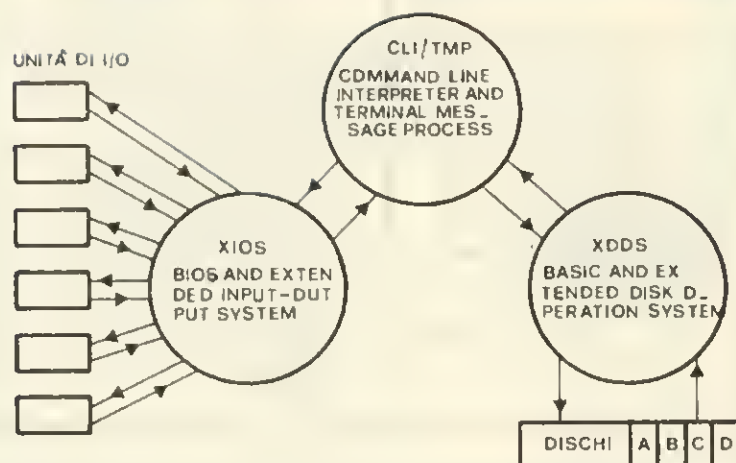 UNITÀ DI I/O
CLI/TMP
COMMAND LINE
INTERPRETER AND
TERMINAL MES_
SAGE PROCESS
XIOS
BIOS AND EXTEN
DED INPUT-DUT
PUT SYSTEM
XDDS
BASIC AND EX
TENDED DISK D_
PERATION SYSTEM
DISCHI A B C D